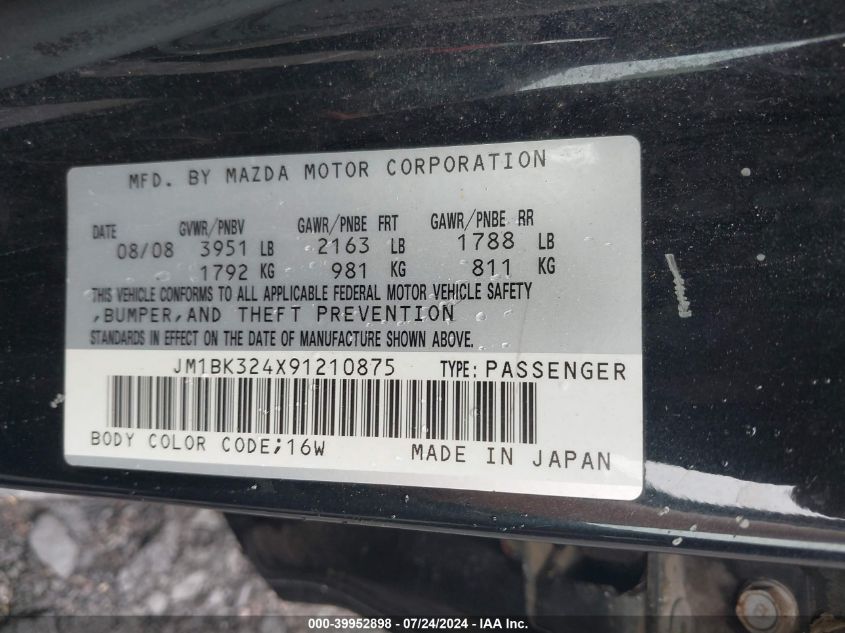 MFD. BY MAZDA MOTOR CORPORATION
DATE GVWR/PNBV GAWR/PNBE FRT GAWR/PNBE RR
08/08 3951 LB 2163 LB 1788 LB
1792 KG 981 KG 811 KG
THIS VEHICLE CONFORMS TO ALL APPLICABLE FEDERAL MOTOR VEHICLE SAFETY
,BUMPER,AND THEFT PREVENTION
STANDARDS IN EFFECT ON THE DATE OF MANUFACTURE SHOWN ABOVE.
JM1BK324X91210875 TYPE: PASSENGER
BODY COLOR CODE;16W MADE IN JAPAN
000-39952898 - 07/24/2024 - IAA Inc.